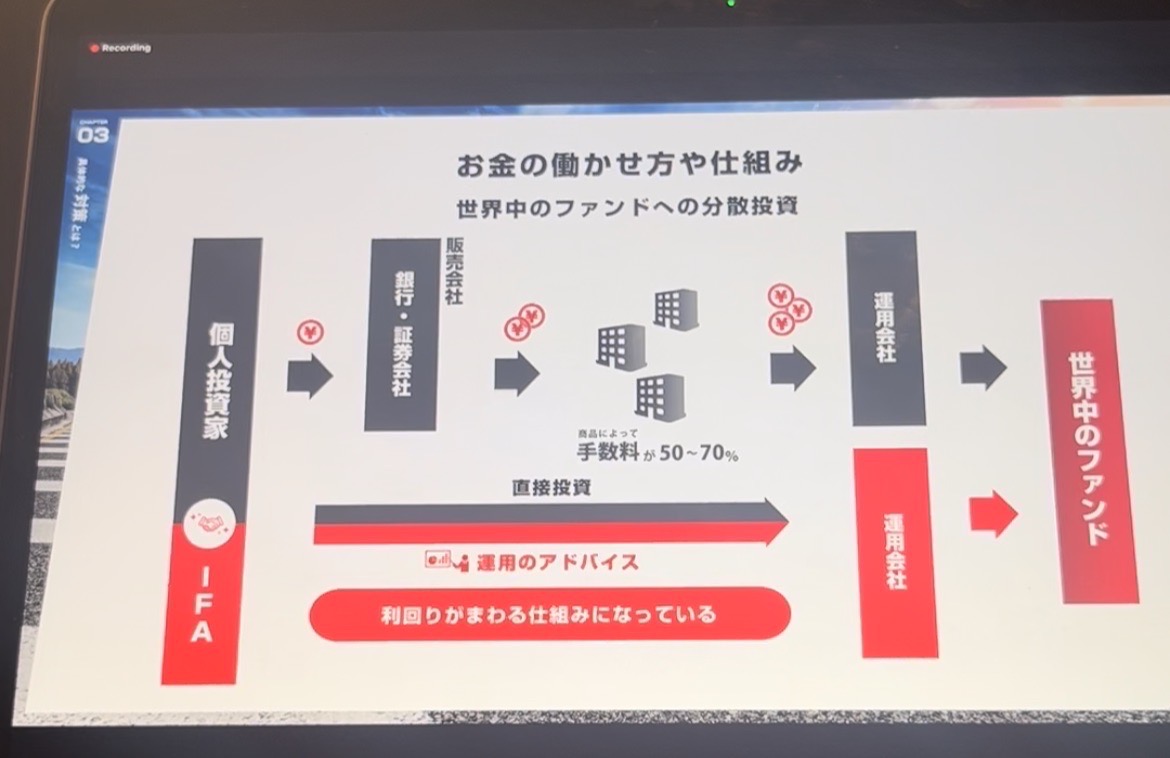 Recording
CHAPTER
03
具体的な対策とは?
お金の働かせ方や仕組み
世界中のファンドへの分散投資
個人投資家
IFA
銀行・証券会社
販売会社
¥
¥¥
¥¥¥
商品によって
手数料が50~70%
運用会社
直接投資
運用のアドバイス
利回りがまわる仕組みになっている
運用会社
世界中のファンド